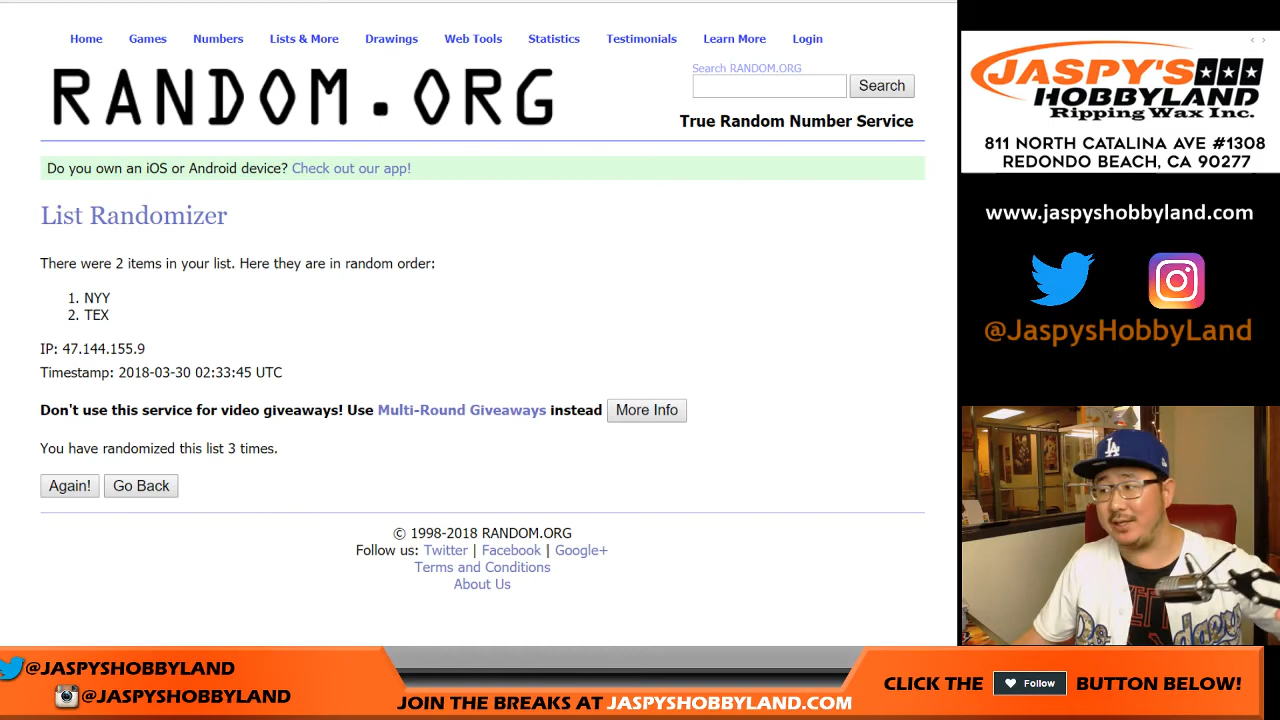 Home Games Numbers Lists & More Drawings Web Tools Statistics Testimonials Learn More Login
RANDOM.ORG
Search RANDOM.ORG
Search
True Random Number Service
Do you own an iOS or Android device? Check out our app!
List Randomizer
There were 2 items in your list. Here they are in random order:
1. NYY
2. TEX
IP: 47.144.155.9
Timestamp: 2018-03-30 02:33:45 UTC
Don't use this service for video giveaways! Use Multi-Round Giveaways instead More Info
You have randomized this list 3 times.
Again! Go Back
© 1998-2018 RANDOM.ORG
Follow us: Twitter | Facebook | Google+
Terms and Conditions
About Us
JASPY'S
HOBBYLAND
Ripping Wax Inc.
811 NORTH CATALINA AVE #1308
REDONDO BEACH, CA 90277
www.jaspyshobbyland.com
@JaspysHobbyLand
LA
@JASPYSHOBBYLAND
@JASPYSHOBBYLAND
JOIN THE BREAKS AT JASPYSHOBBYLAND.COM
CLICK THE Follow BUTTON BELOW!